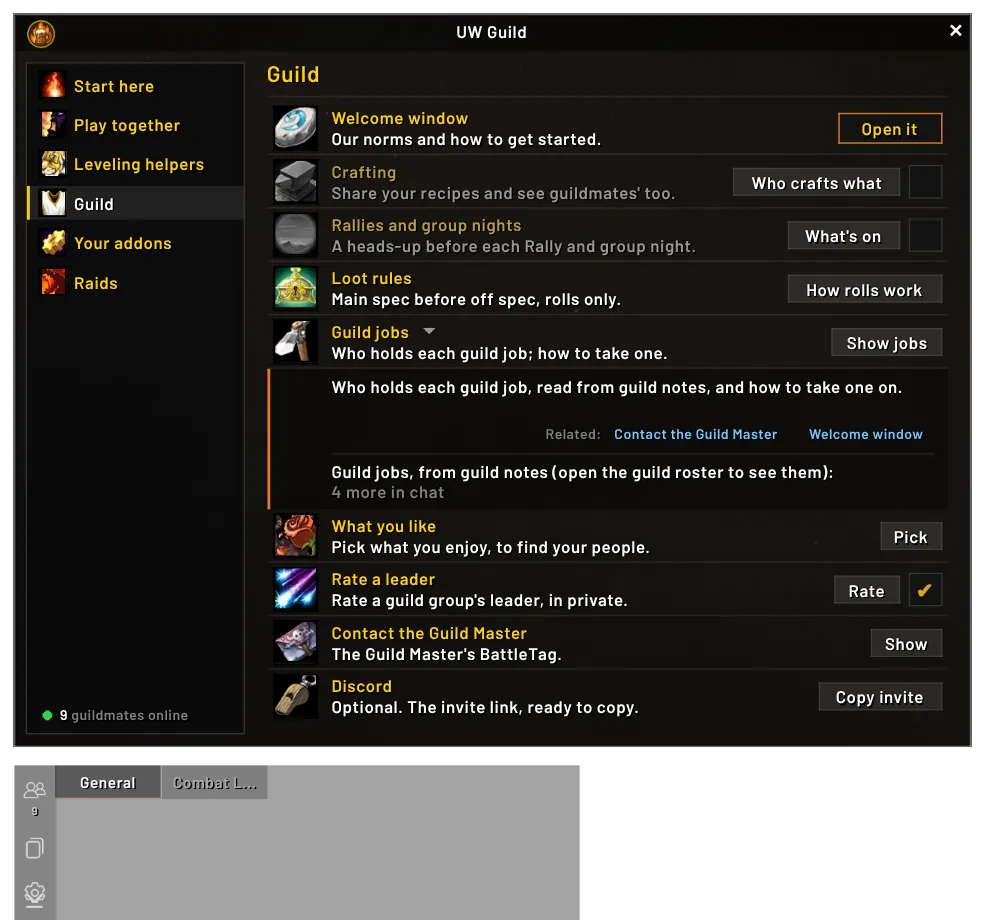 UW Guild
Start here
Play together
Leveling helpers
Guild
Your addons
Raids
9 guildmates online
Guild
Welcome window
Our norms and how to get started.
Open it
Crafting
Share your recipes and see guildmates' too.
Who crafts what
Rallies and group nights
A heads-up before each Rally and group night.
What's on
Loot rules
Main spec before off spec, rolls only.
How rolls work
Guild jobs
Who holds each guild job; how to take one.
Show jobs
Who holds each guild job, read from guild notes, and how to take one on.
Related: Contact the Guild Master Welcome window
Guild jobs, from guild notes (open the guild roster to see them):
4 more in chat
What you like
Pick what you enjoy, to find your people.
Pick
Rate a leader
Rate a guild group's leader, in private.
Rate
Contact the Guild Master
The Guild Master's BattleTag.
Show
Discord
Optional. The invite link, ready to copy.
Copy invite
General
Combat L...
9